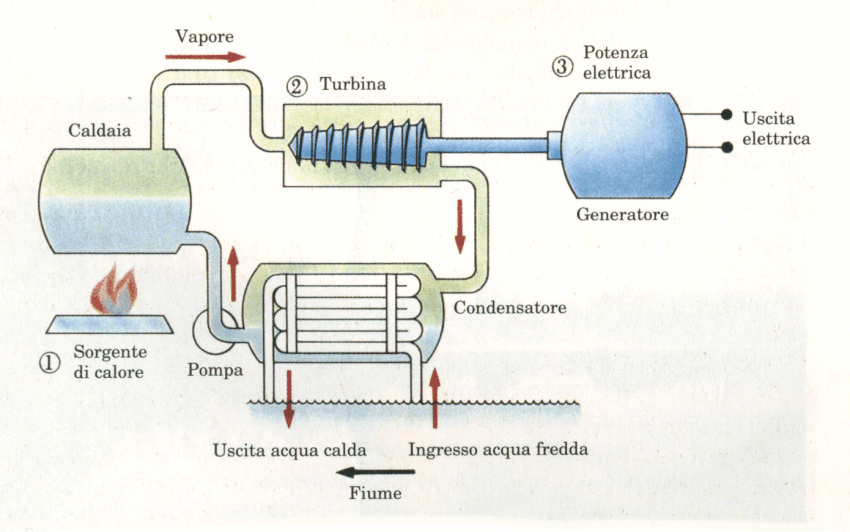 Vapore
② Turbina
③ Potenza
elettrica
Caldaia
Uscita
elettrica
Generatore
Condensatore
① Sorgente
di calore
Pompa
Uscita acqua calda
Ingresso acqua fredda
Fiume